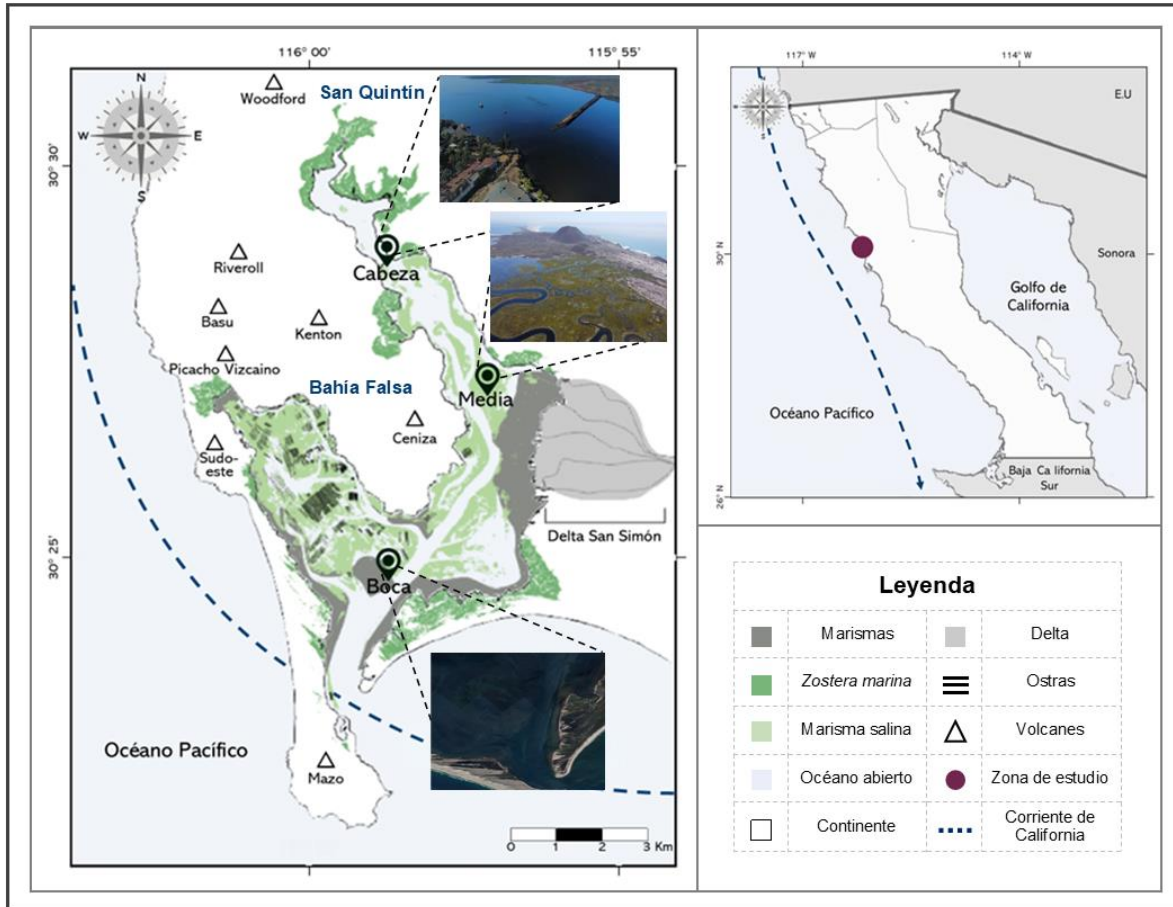 116° 00'
115° 55'
30° 30'
30° 25'
N
W
E
S
Woodford
San Quintín
Cabeza
Riveroll
Basu
Kenton
Picacho Vizcaino
Bahía Falsa
Media
Ceniza
Sudo-
este
Delta San Simón
Boca
Océano Pacífico
Mazo
0 1 2 3 Km
117° W
114° W
30° N
26° N
E.U
Sonora
Golfo de
California
Océano Pacífico
Baja Ca lifornia
Sur
Leyenda
Marismas
Delta
Zostera marina
Ostras
Marisma salina
Volcanes
Océano abierto
Zona de estudio
Continente
Corriente de
California